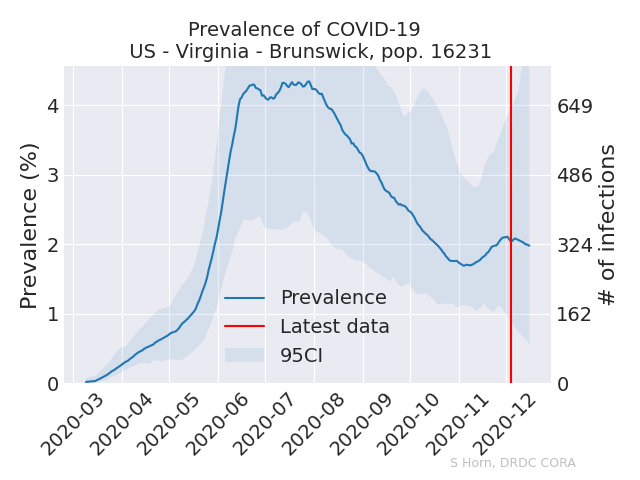 Prevalence of COVID-19
US - Virginia - Brunswick, pop. 16231
Prevalence (%)
4
3
2
1
0
649
486
324
162
0
# of infections
Prevalence
Latest data
95CI
2020-03
2020-04
2020-05
2020-06
2020-07
2020-08
2020-09
2020-10
2020-11
2020-12
S Horn, DRDC CORA